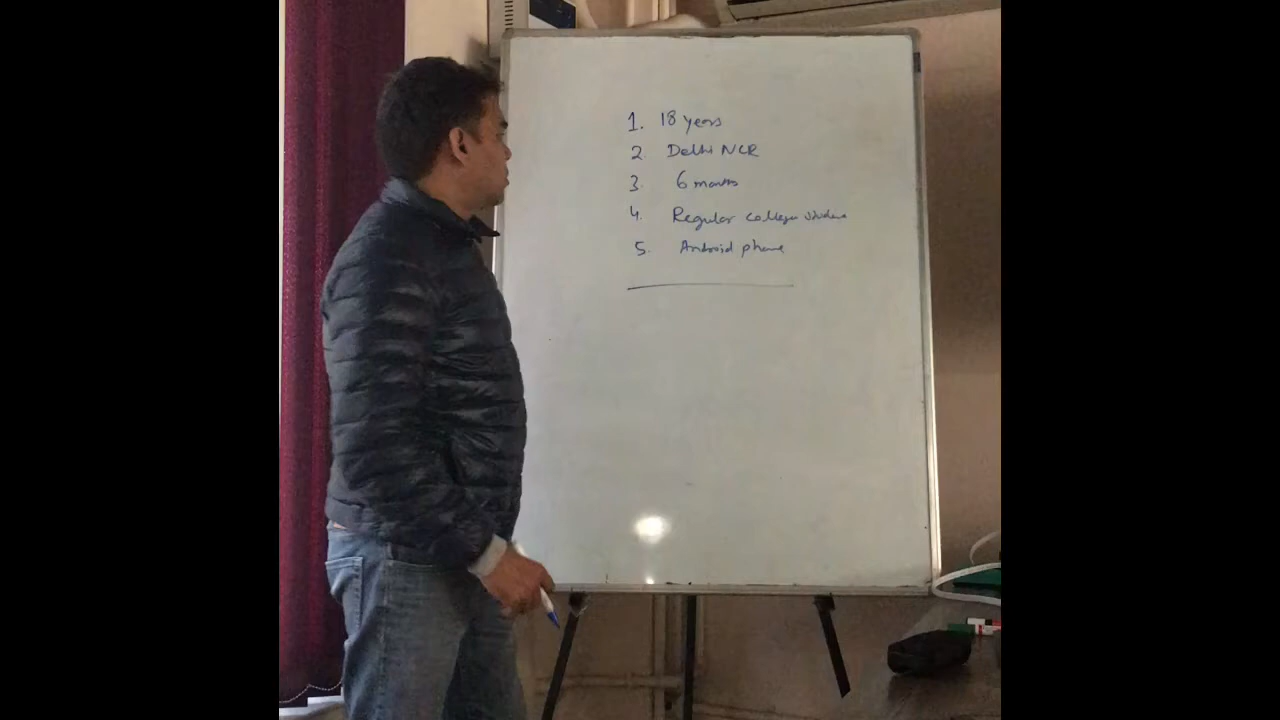 1. 18 years
2. Delhi NCR
3. 6 months
4. Regular college
5. Android phone